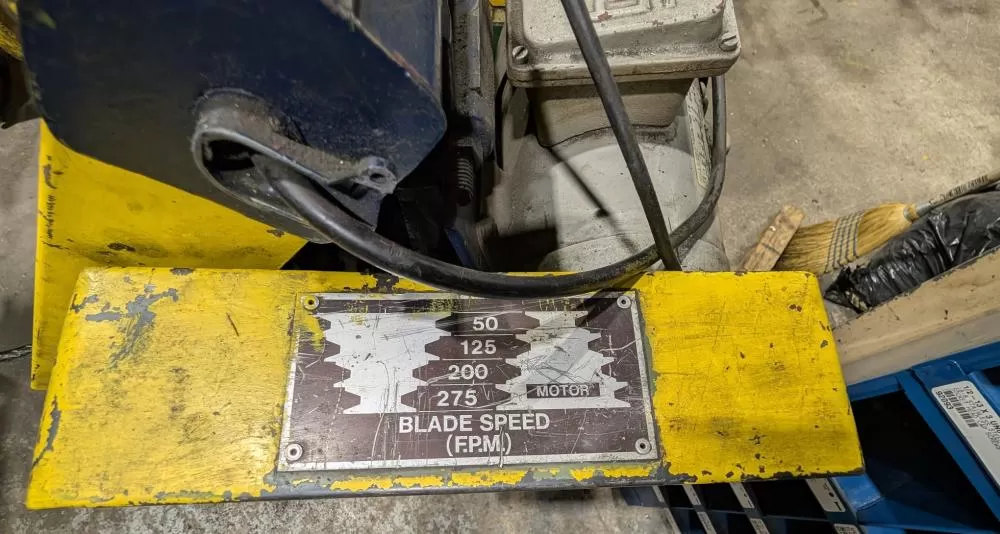 50
125
200
275
MOTOR
BLADE SPEED
(F.P.M.)